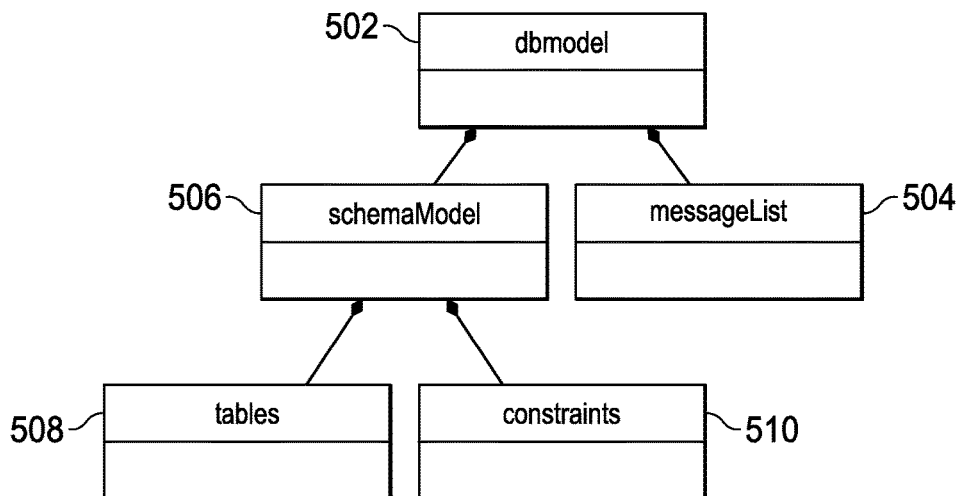 502
dbmodel
506
schemaModel
messageList
504
508
tables
constraints
510